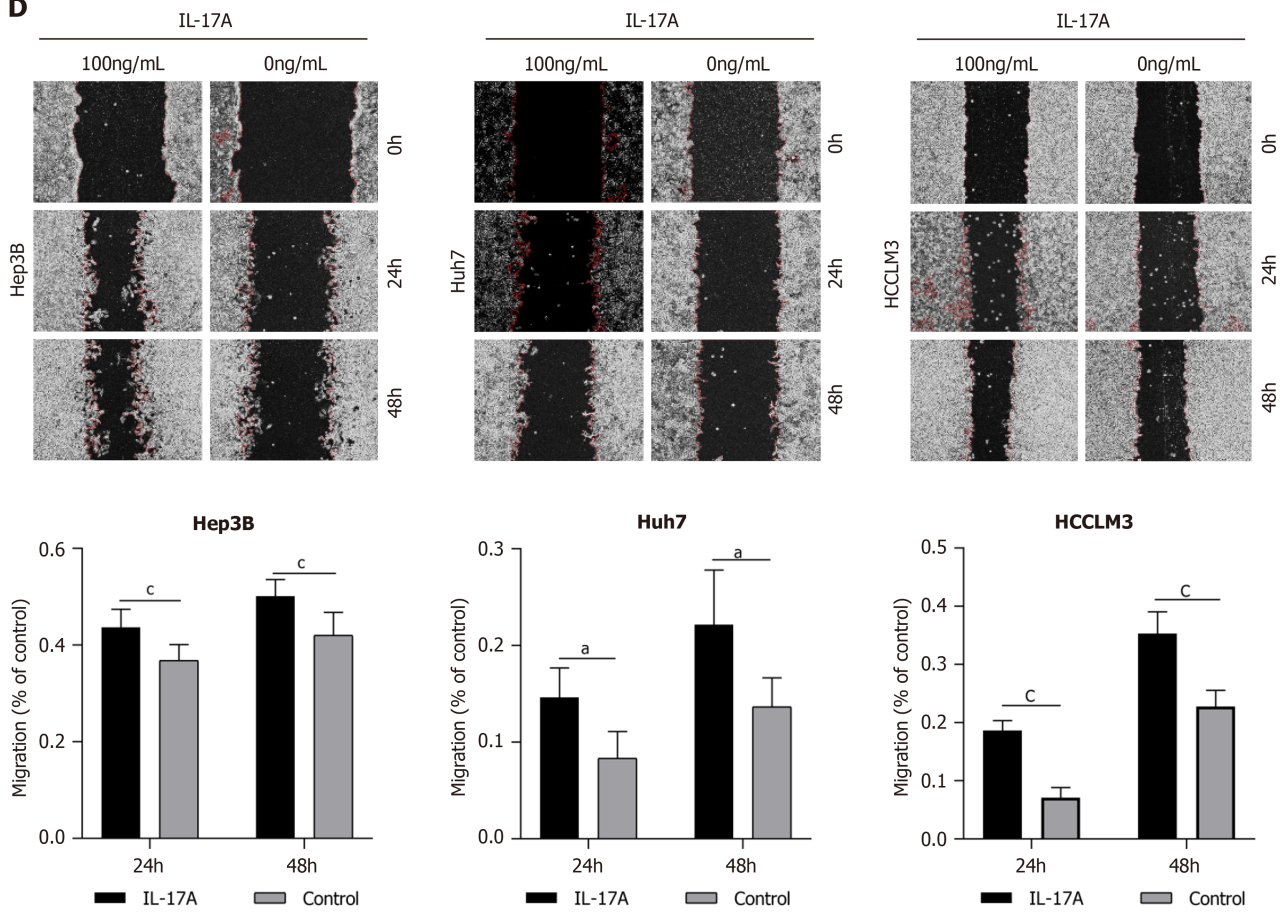 D
IL-17A
IL-17A
IL-17A
100ng/mL
0ng/mL
100ng/mL
0ng/mL
100ng/mL
0ng/mL
Hep3B
0h
24h
48h
Huh7
0h
24h
48h
HCCLM3
0h
24h
48h
Hep3B
Migration (% of control)
0.6
0.4
0.2
0.0
c
c
24h
48h
IL-17A
Control
Huh7
Migration (% of control)
0.3
0.2
0.1
0.0
a
a
24h
48h
IL-17A
Control
HCCLM3
Migration (% of control)
0.5
0.4
0.3
0.2
0.1
0.0
C
C
24h
48h
IL-17A
Control